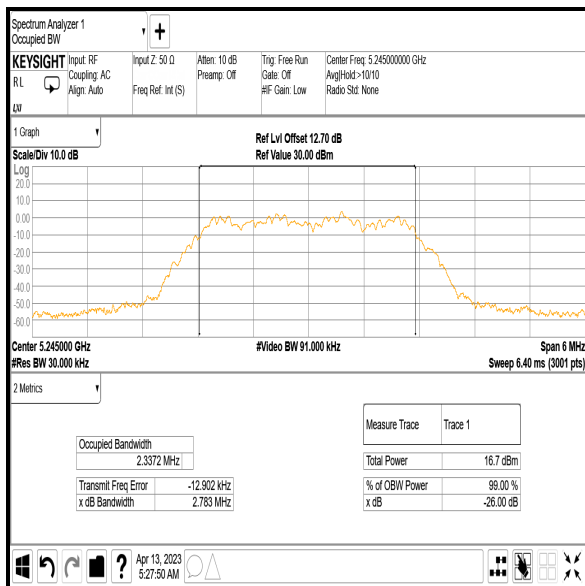 Spectrum Analyzer 1
Occupied BW
KEYSIGHT
RL
LXI
Input: RF
Coupling: AC
Align: Auto
Input Z: 50 Ω
Freq Ref: Int (S)
Atten: 10 dB
Preamp: Off
Trig: Free Run
Gate: Off
#IF Gain: Low
Center Freq: 5.245000000 GHz
Avg|Hold:>10/10
Radio Std: None
1 Graph
Scale/Div 10.0 dB
Ref Lvl Offset 12.70 dB
Ref Value 30.00 dBm
Log
20.0
10.0
0.00
-10.0
-20.0
-30.0
-40.0
-50.0
-60.0
Center 5.245000 GHz
#Video BW 91.000 kHz
Span 6 MHz
#Res BW 30.000 kHz
Sweep 6.40 ms (3001 pts)
2 Metrics
Occupied Bandwidth
2.3372 MHz
Transmit Freq Error -12.902 kHz
x dB Bandwidth 2.783 MHz
Measure Trace Trace 1
Total Power 16.7 dBm
% of OBW Power 99.00 %
x dB -26.00 dB
?
Apr 13, 2023
5:27:50 AM